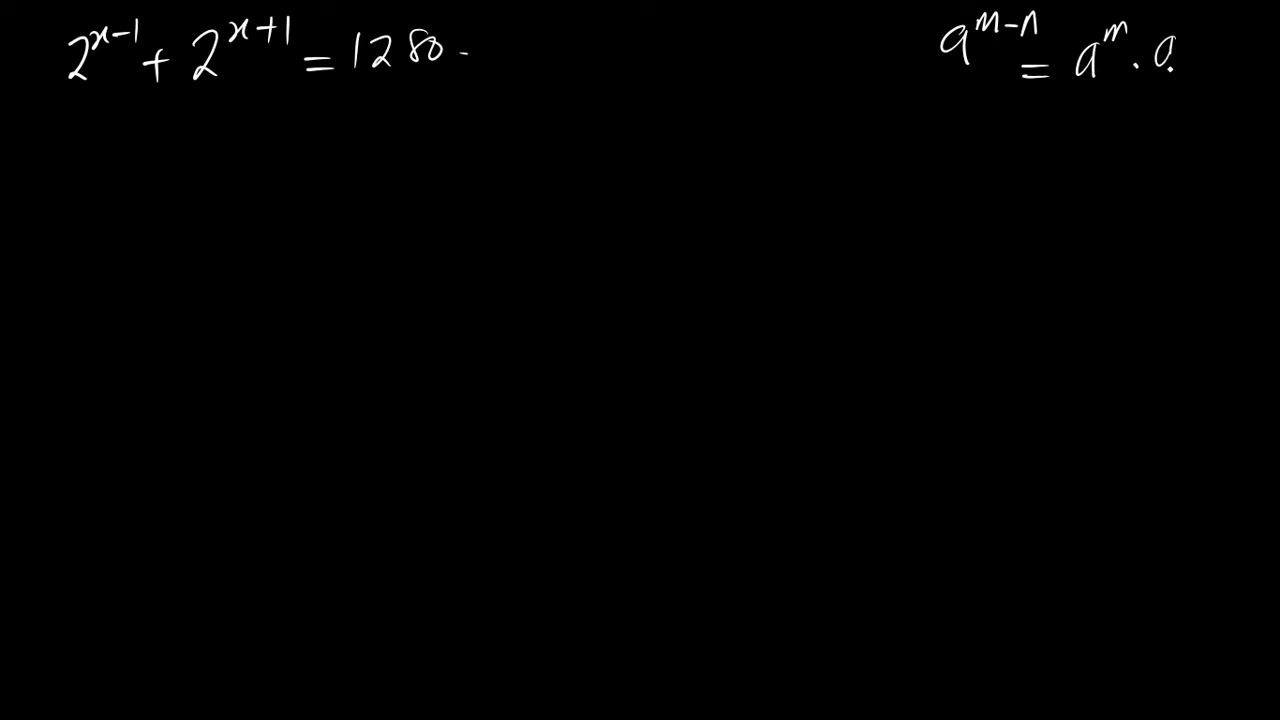 2^{x-1} + 2^{x+1} = 1280
a^{m-n} = a^m . a